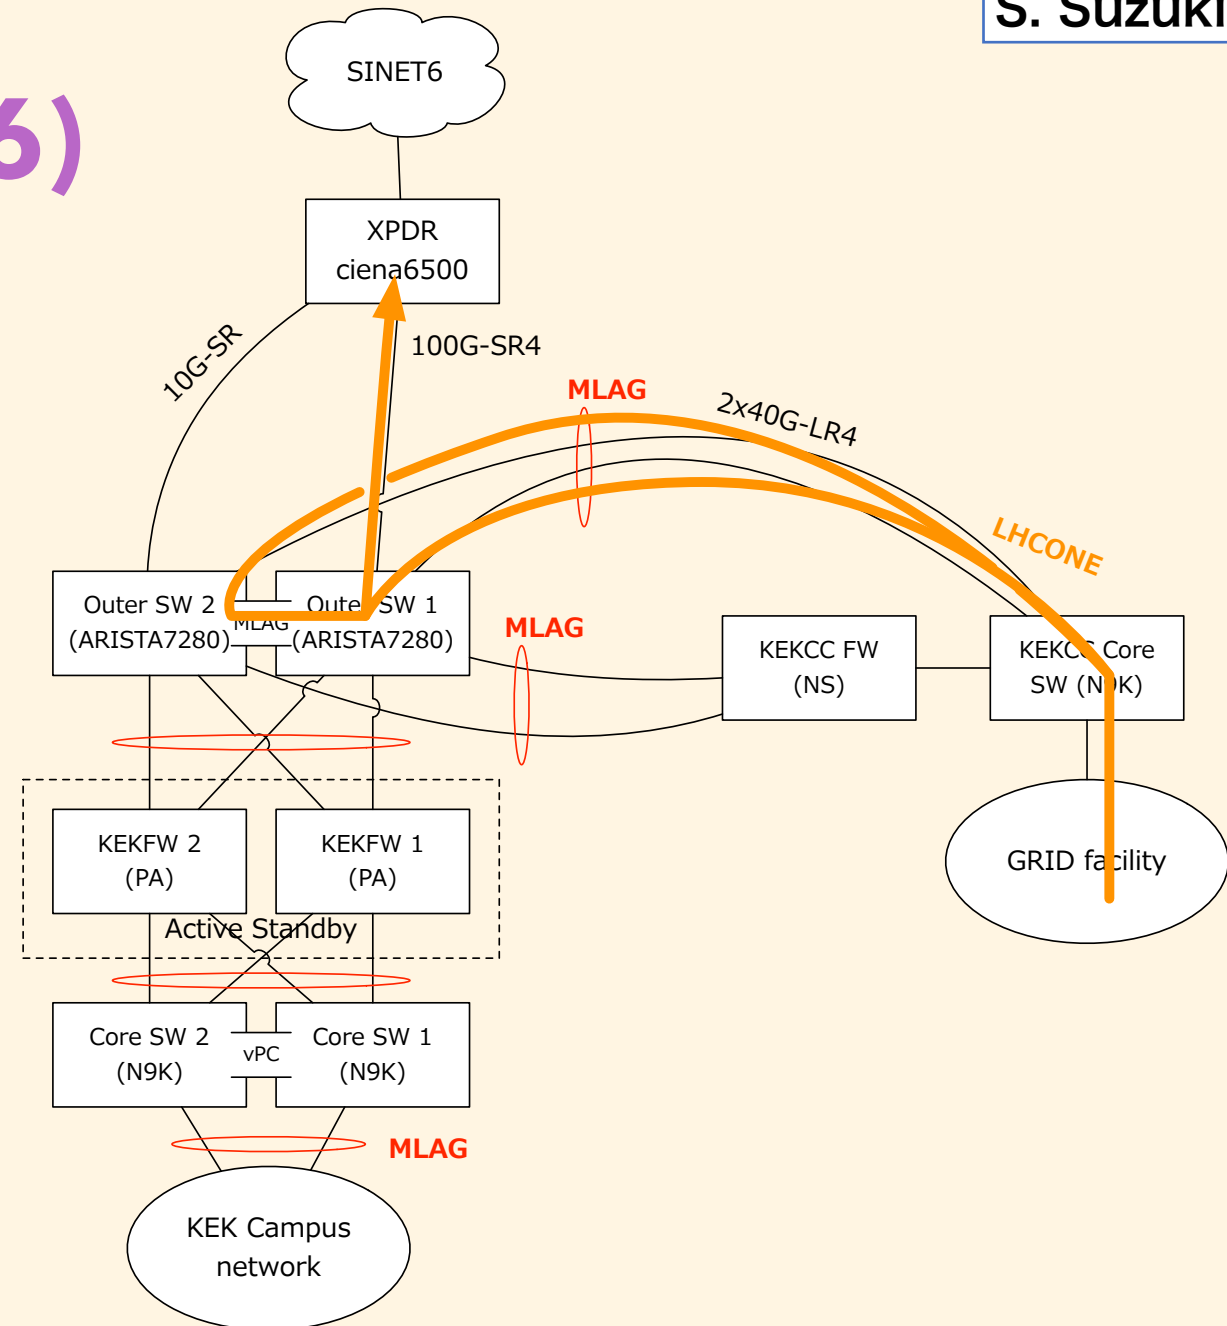 S. Suzuki
6)
SINET6
XPDR
ciena6500
10G-SR
100G-SR4
MLAG
2x40G-LR4
LHCONE
Outer SW 2
(ARISTA7280)
MLAG
Outer SW 1
(ARISTA7280)
MLAG
KEKCC FW
(NS)
KEKCC Core
SW (N9K)
KEKFW 2
(PA)
KEKFW 1
(PA)
GRID facility
Active Standby
Core SW 2
(N9K)
vPC
Core SW 1
(N9K)
MLAG
KEK Campus
network